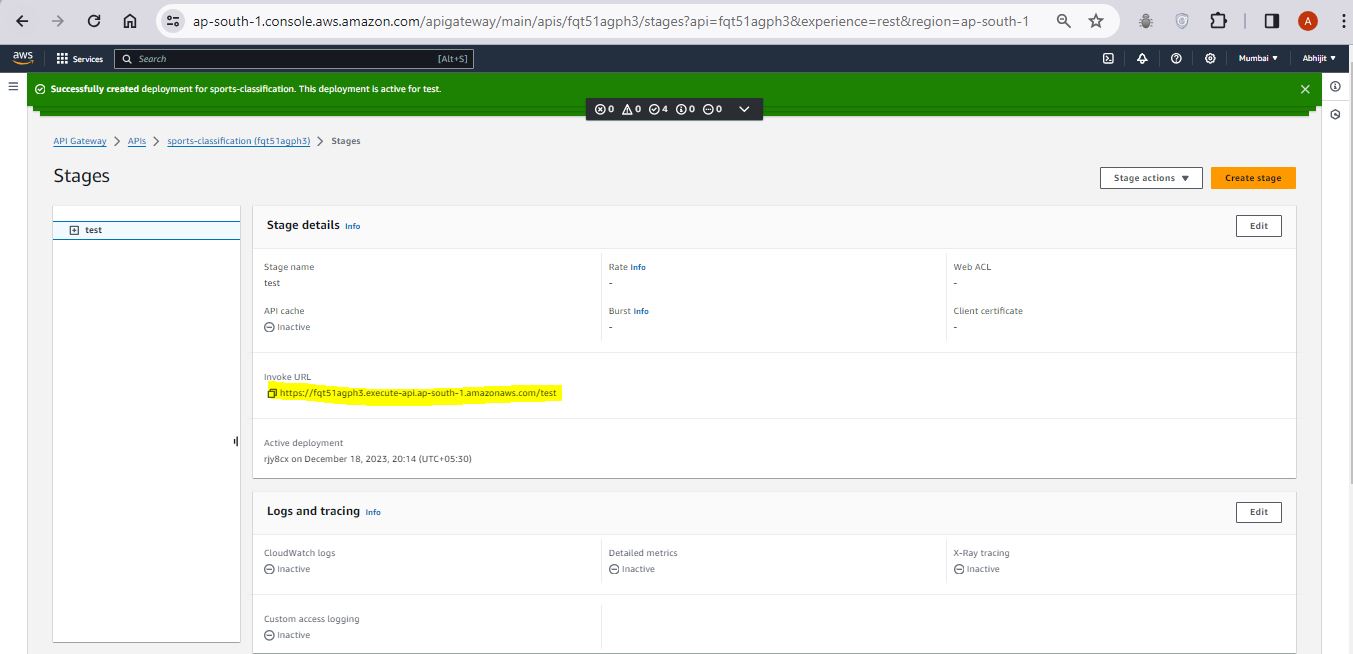 ap-south-1.console.aws.amazon.com/apigateway/main/apis/fqt51agph3/stages?api=fqt51agph3&experience=rest&region=ap-south-1
A
aws Services Search [Alt+S] Mumbai Abhijit
Successfully created deployment for sports-classification. This deployment is active for test.
0 0 4 0 0
API Gateway > APIs > sports-classification (fqt51agph3) > Stages
Stages
Stage actions
Create stage
test
Stage details Info
Edit
Stage name
test
Rate Info
-
Web ACL
-
API cache
Inactive
Burst Info
-
Client certificate
-
Invoke URL
https://fqt51agph3.execute-api.ap-south-1.amazonaws.com/test
Active deployment
rjy8cx on December 18, 2023, 20:14 (UTC+05:30)
Logs and tracing Info
Edit
CloudWatch logs
Inactive
Detailed metrics
Inactive
X-Ray tracing
Inactive
Custom access logging
Inactive